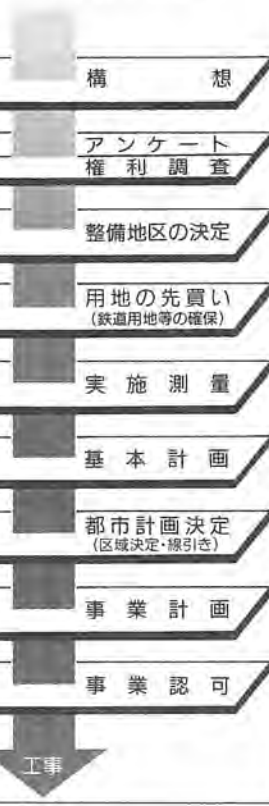 構想
アンケート
権利調査
整備地区の決定
用地の先買い
(鉄道用地等の確保)
実施測量
基本計画
都市計画決定
(区域決定・線引き)
事業計画
事業認可
工事